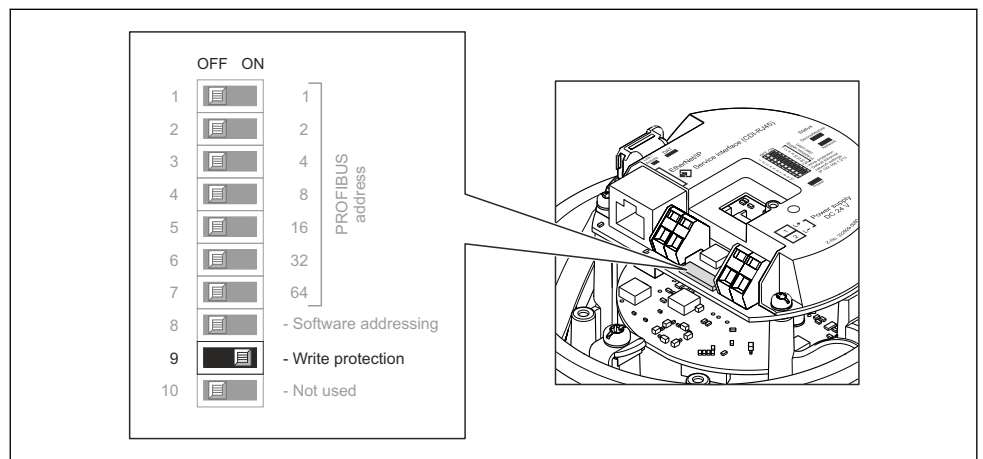 OFF ON
1 1
2 2
3 4
4 8
5 16
6 32
7 64
PROFIBUS
address
8 - Software addressing
9 - Write protection
10 - Not used
EtherNet/IP
Service interface (CDI-RJ45)
Status
Power supply
DC 24 V
1 L+
2 L-